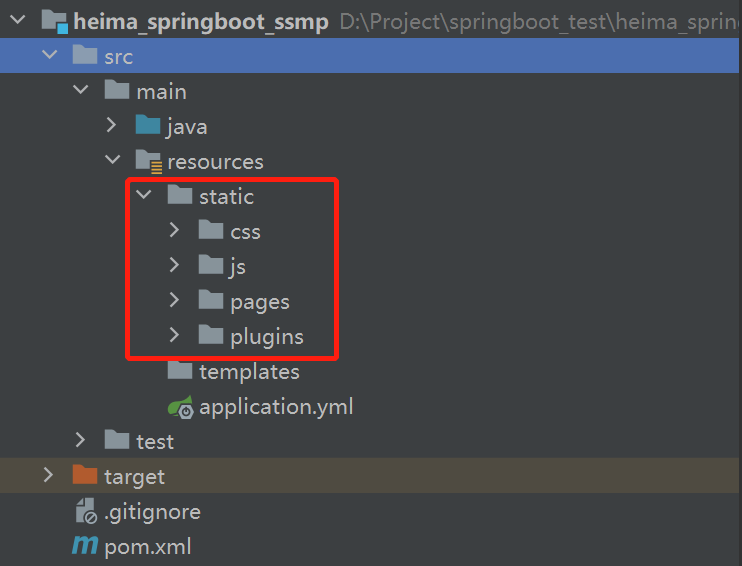 heima_springboot_ssmp D:\Project\springboot_test\heima_sprin
src
main
java
resources
static
css
js
pages
plugins
templates
application.yml
test
target
.gitignore
pom.xml